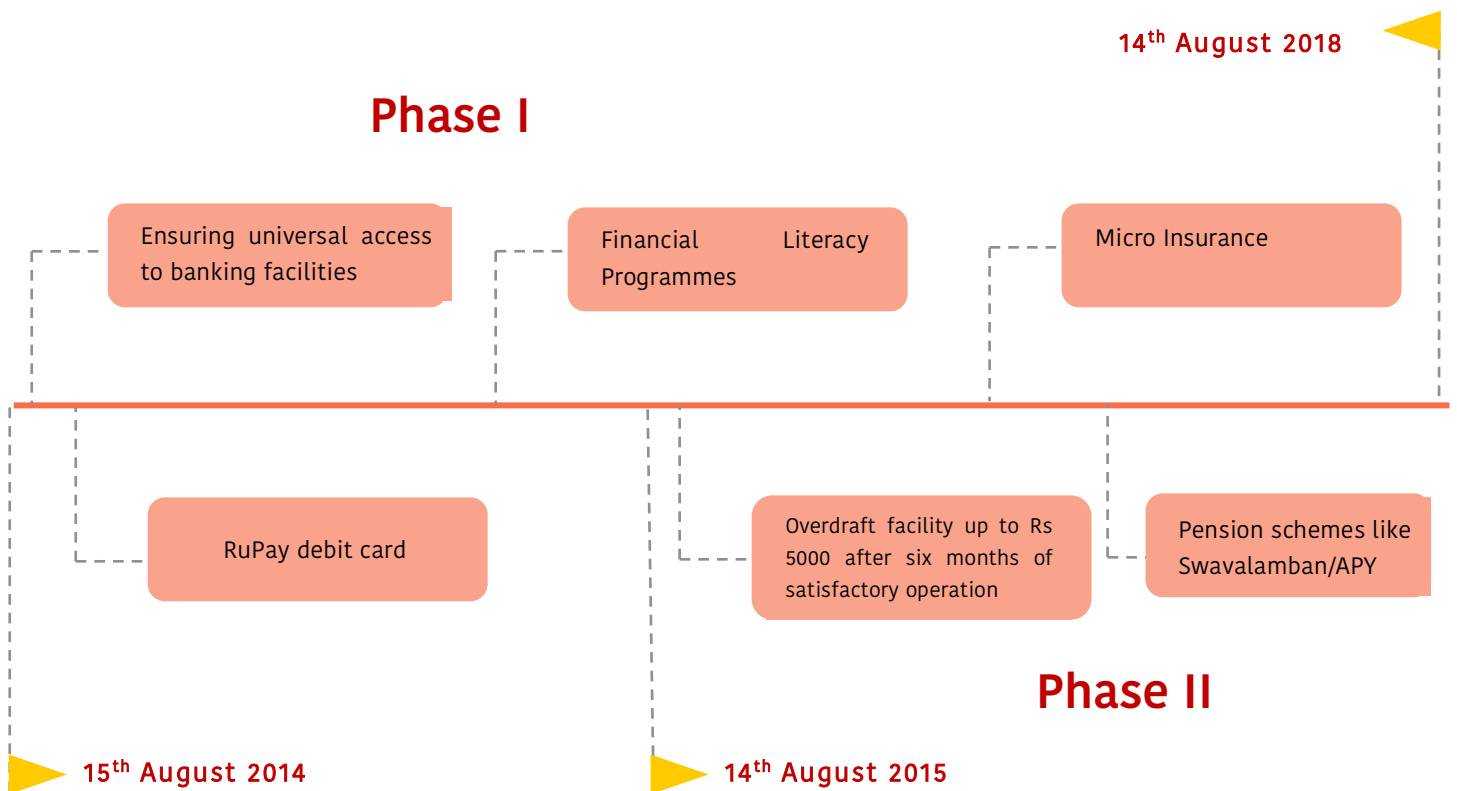 14th August 2018
Phase I
Ensuring universal access
to banking facilities
Financial Literacy
Programmes
Micro Insurance
RuPay debit card
Overdraft facility up to Rs
5000 after six months of
satisfactory operation
Pension schemes like
Swavalamban/APY
Phase II
15th August 2014
14th August 2015